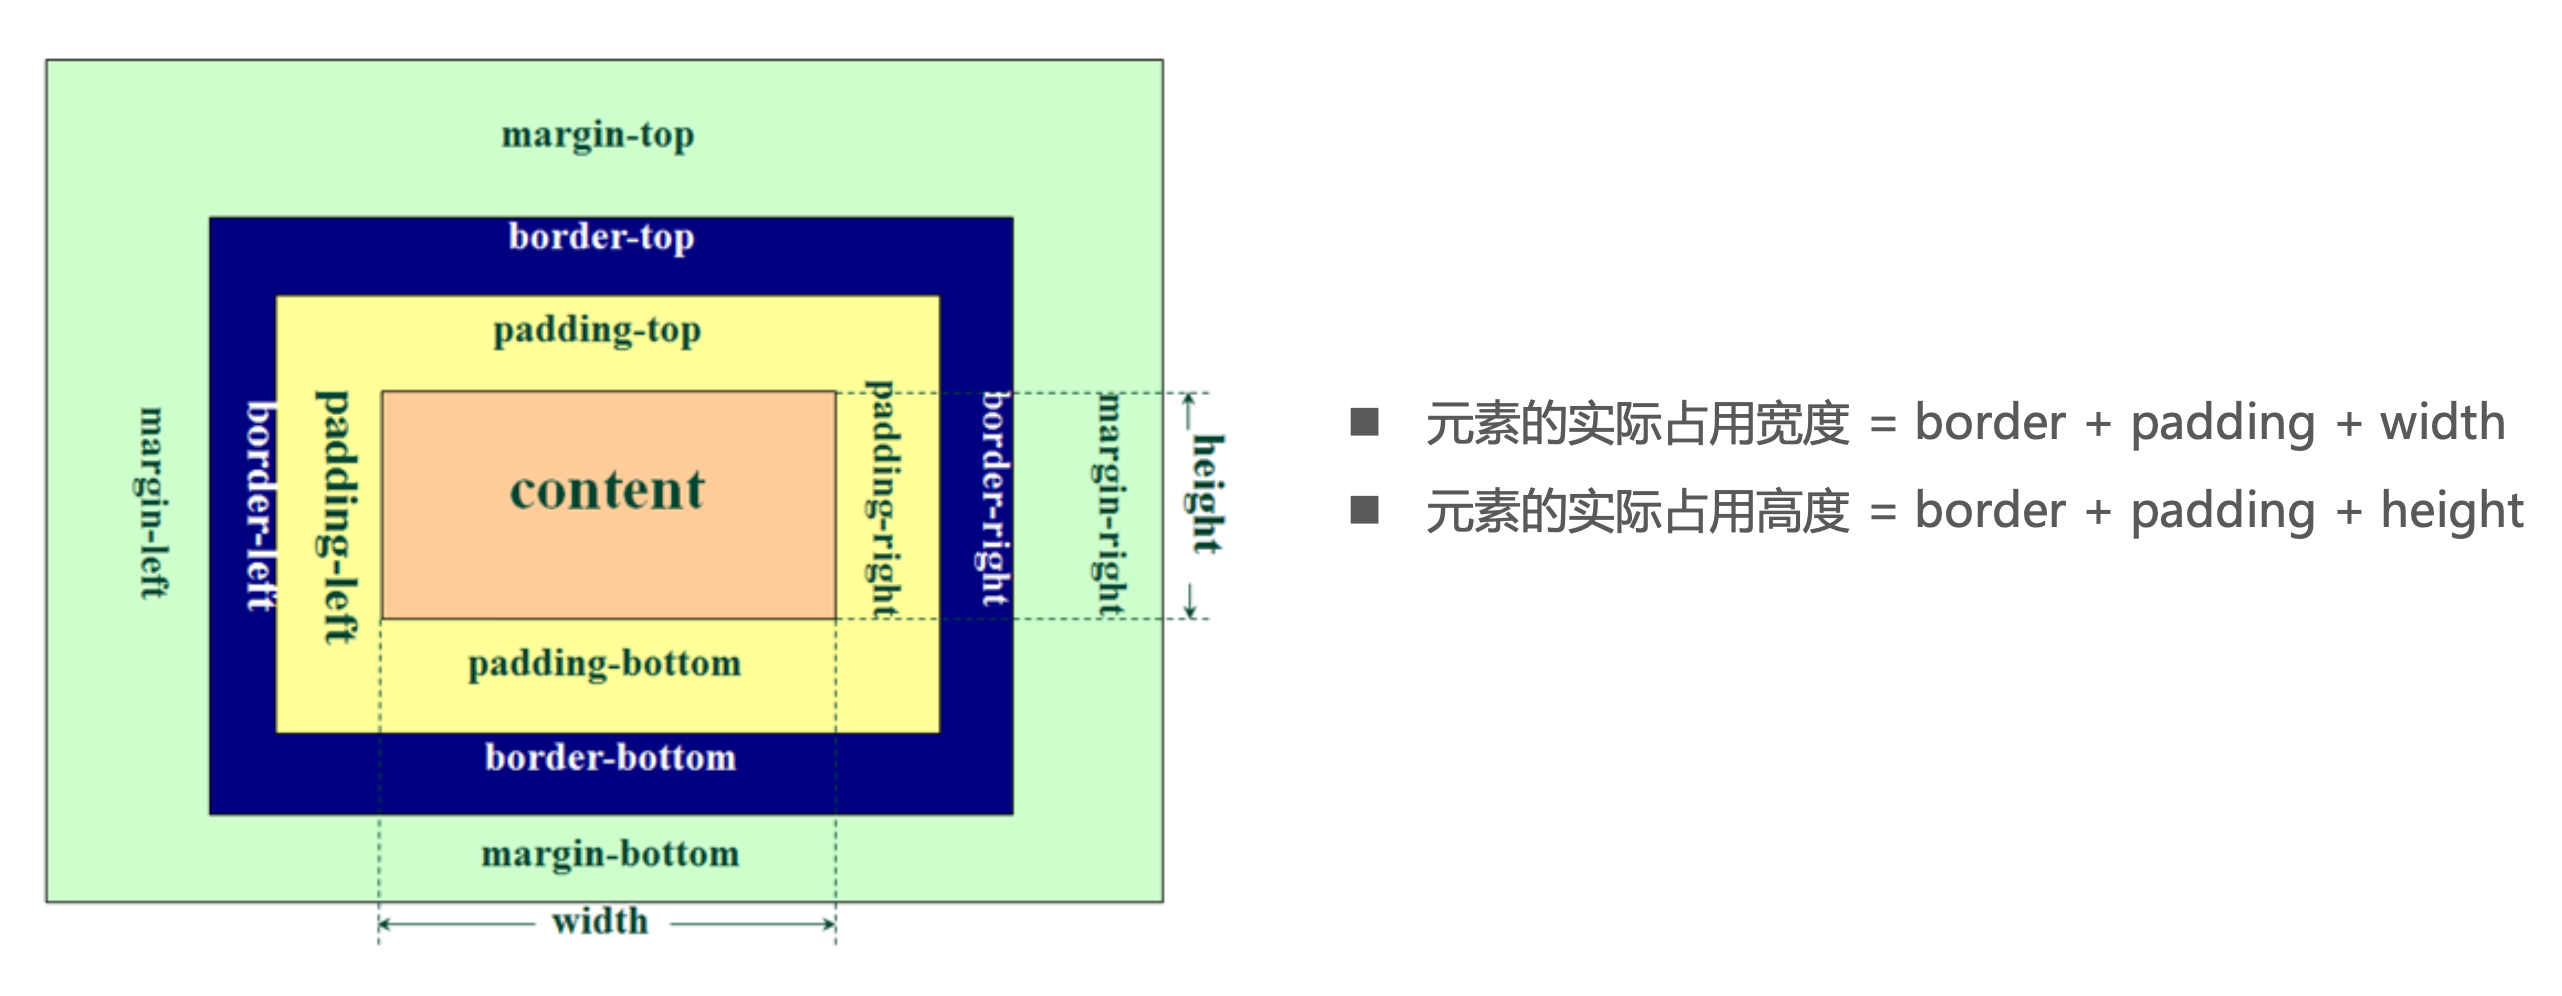 margin-top
border-top
padding-top
margin-left
border-left
padding-left
content
padding-right
border-right
margin-right
height
padding-bottom
border-bottom
margin-bottom
width
■ 元素的实际占用宽度 = border + padding + width
■ 元素的实际占用高度 = border + padding + height